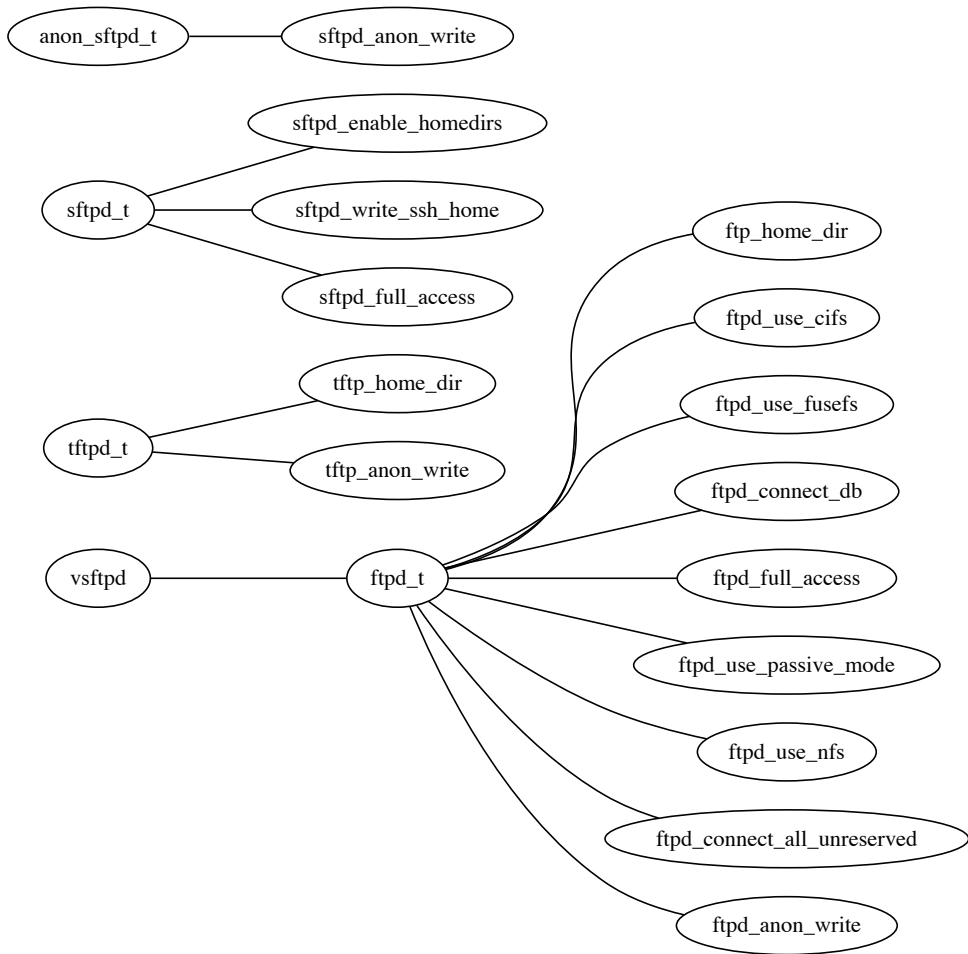 anon_sftpd_t
sftpd_anon_write
sftpd_enable_homedirs
sftpd_t
sftpd_write_ssh_home
sftpd_full_access
tftp_home_dir
tftpd_t
tftp_anon_write
vsftpd
ftpd_t
ftp_home_dir
ftpd_use_cifs
ftpd_use_fusefs
ftpd_connect_db
ftpd_full_access
ftpd_use_passive_mode
ftpd_use_nfs
ftpd_connect_all_unreserved
ftpd_anon_write